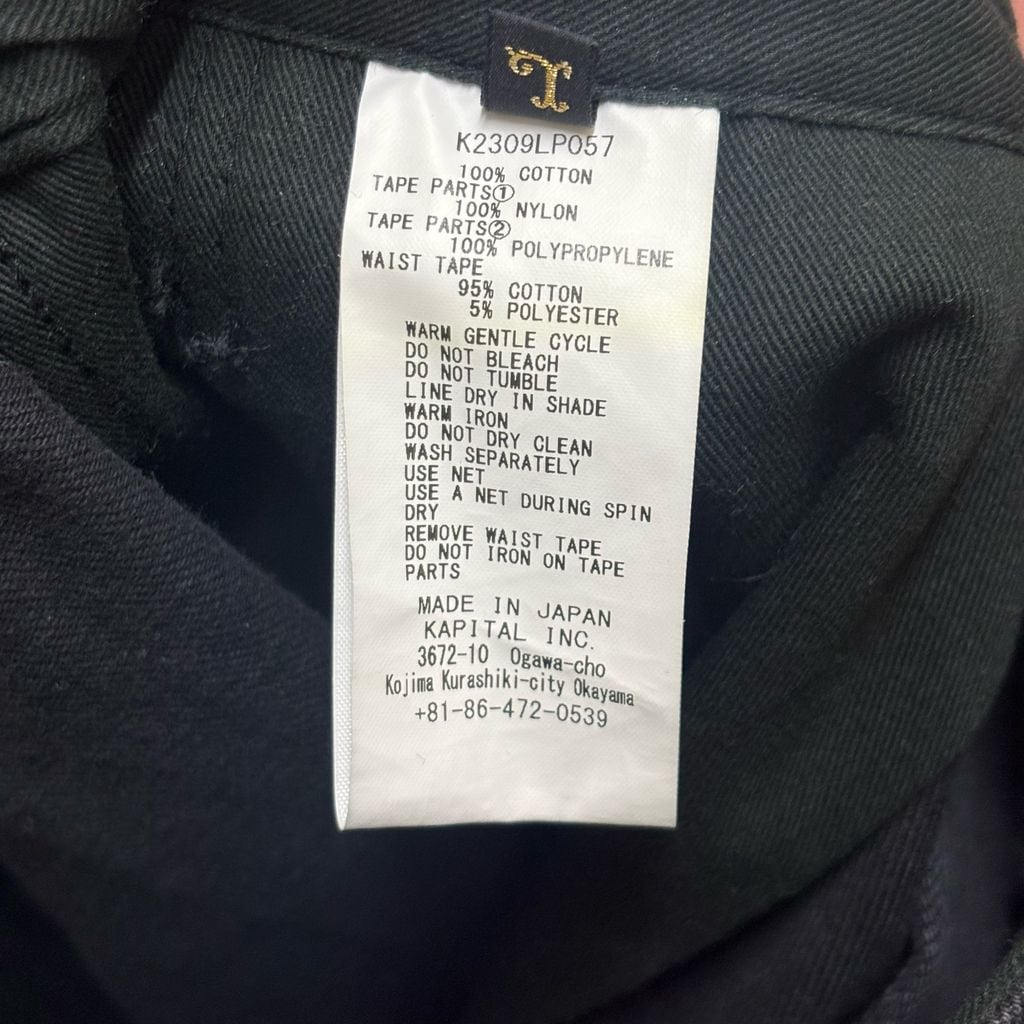 K2309LP057
100% COTTON
TAPE PARTS①
100% NYLON
TAPE PARTS②
100% POLYPROPYLENE
WAIST TAPE
95% COTTON
5% POLYESTER
WARM GENTLE CYCLE
DO NOT BLEACH
DO NOT TUMBLE
LINE DRY IN SHADE
WARM IRON
DO NOT DRY CLEAN
WASH SEPARATELY
USE NET
USE A NET DURING SPIN
DRY
REMOVE WAIST TAPE
DO NOT IRON ON TAPE
PARTS
MADE IN JAPAN
KAPITAL INC.
3672-10 Ogawa-cho
Kojima Kurashiki-city Okayama
+81-86-472-0539